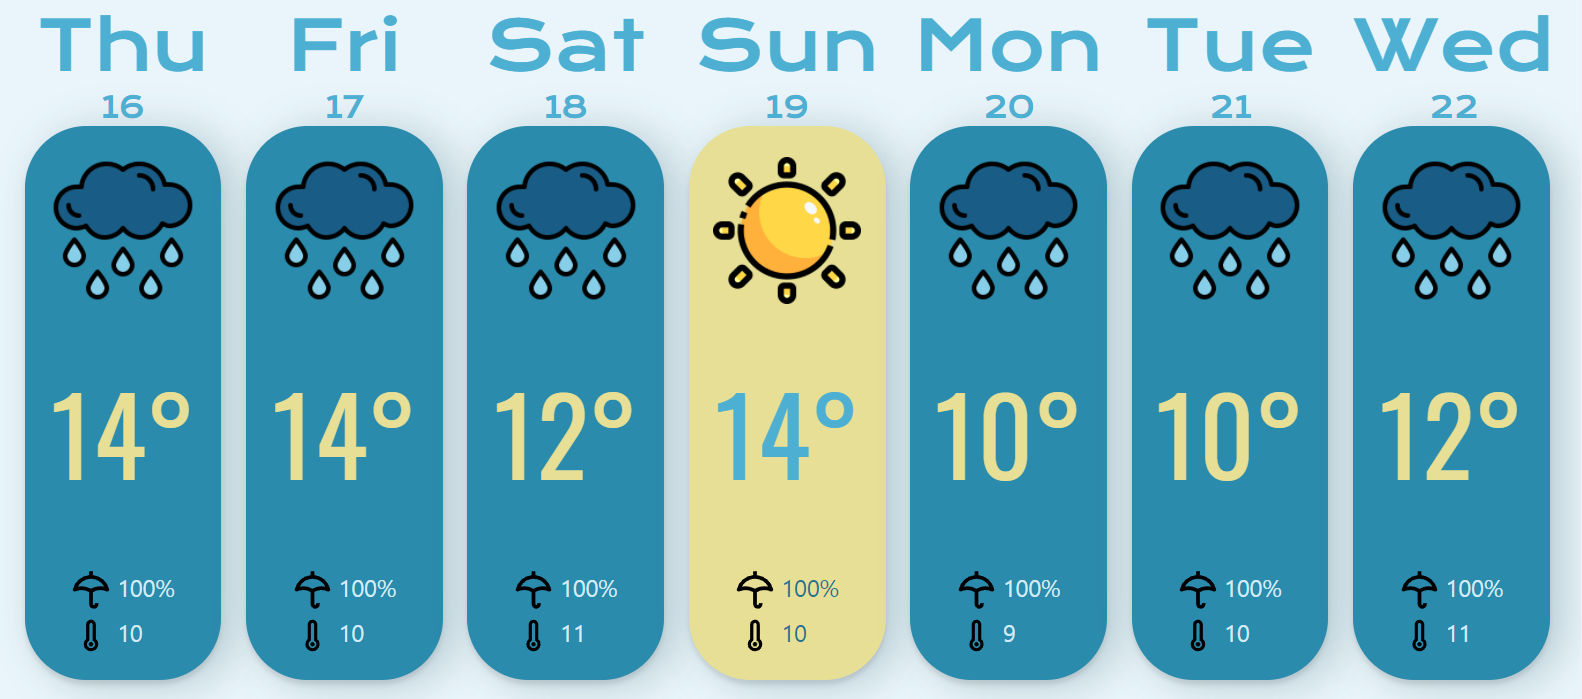 Thu Fri Sat Sun Mon Tue Wed
16 17 18 19 20 21 22
14° 14° 12° 14° 10° 10° 12°
100% 100% 100% 100% 100% 100% 100%
10 10 11 10 9 10 11